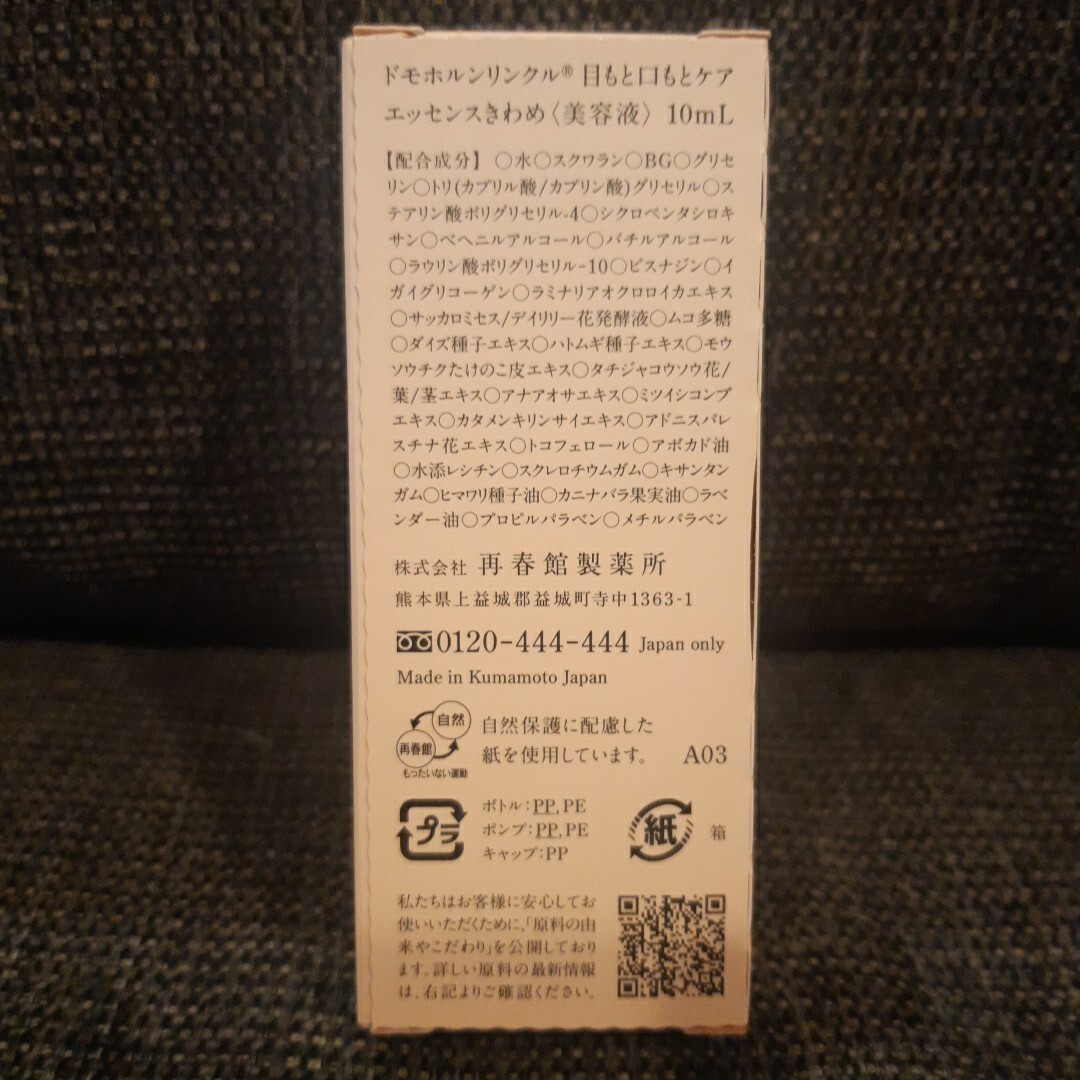 ドモホルンリンクル® 目もと口もとケア
エッセンスきわめ〈美容液〉 10mL
【配合成分】 ○水○スクワラン○BG○グリセ
リン○トリ(カプリル酸/カプリン酸)グリセリル○ス
テアリン酸ポリグリセリル-4○シクロペンタシロキ
サン○ベヘニルアルコール○バチルアルコール
○ラウリン酸ポリグリセリル-10○ビスナジン○イ
ガイグリコーゲン○ラミナリアオクロロイカエキス
○サッカロミセス/デイリリー花発酵液○ムコ多糖
○ダイズ種子エキス○ハトムギ種子エキス○モウ
ソウチクたけのこ皮エキス○タチジャコウソウ花/
葉/茎エキス○アナアオサエキス○ミツイシコンブ
エキス○カタメンキリンサイエキス○アドニスパレ
スチナ花エキス○トコフェロール○アボカド油
○水添レシチン○スクレロチウムガム○キサンタン
ガム○ヒマワリ種子油○カニナバラ果実油○ラベ
ンダー油○プロピルパラベン○メチルパラベン
株式会社 再春館製薬所
熊本県上益城郡益城町寺中1363-1
0120-444-444 Japan only
Made in Kumamoto Japan
自然
再春館
もったいない運動
自然保護に配慮した
紙を使用しています。 A03
プラ
ボトル:PP,PE
ポンプ:PP,PE
キャップ:PP
紙 箱
私たちはお客様に安心してお
使いいただくために、「原料の由
来やこだわり」を公開しており
ます。詳しい原料の最新情報
は、右記よりご確認ください。